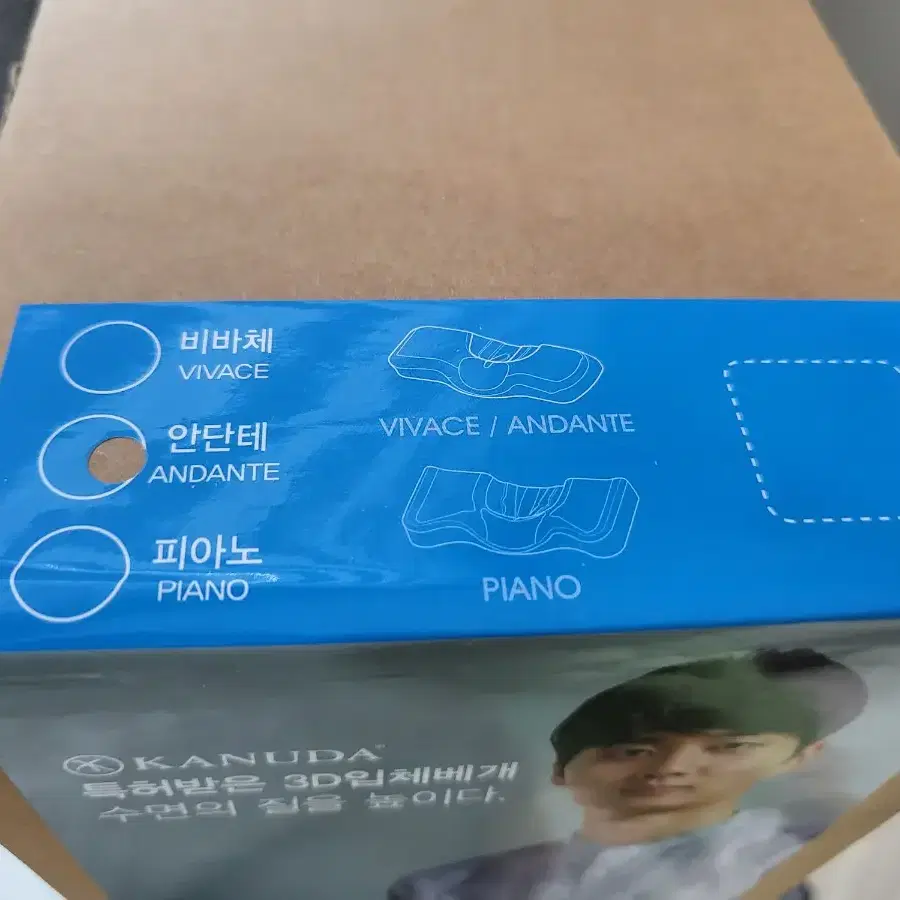 비바체
VIVACE
안단테
ANDANTE
피아노
PIANO
VIVACE / ANDANTE
PIANO
KANUDA
특허받은 3D입체베개
수면의 질을 높이다.